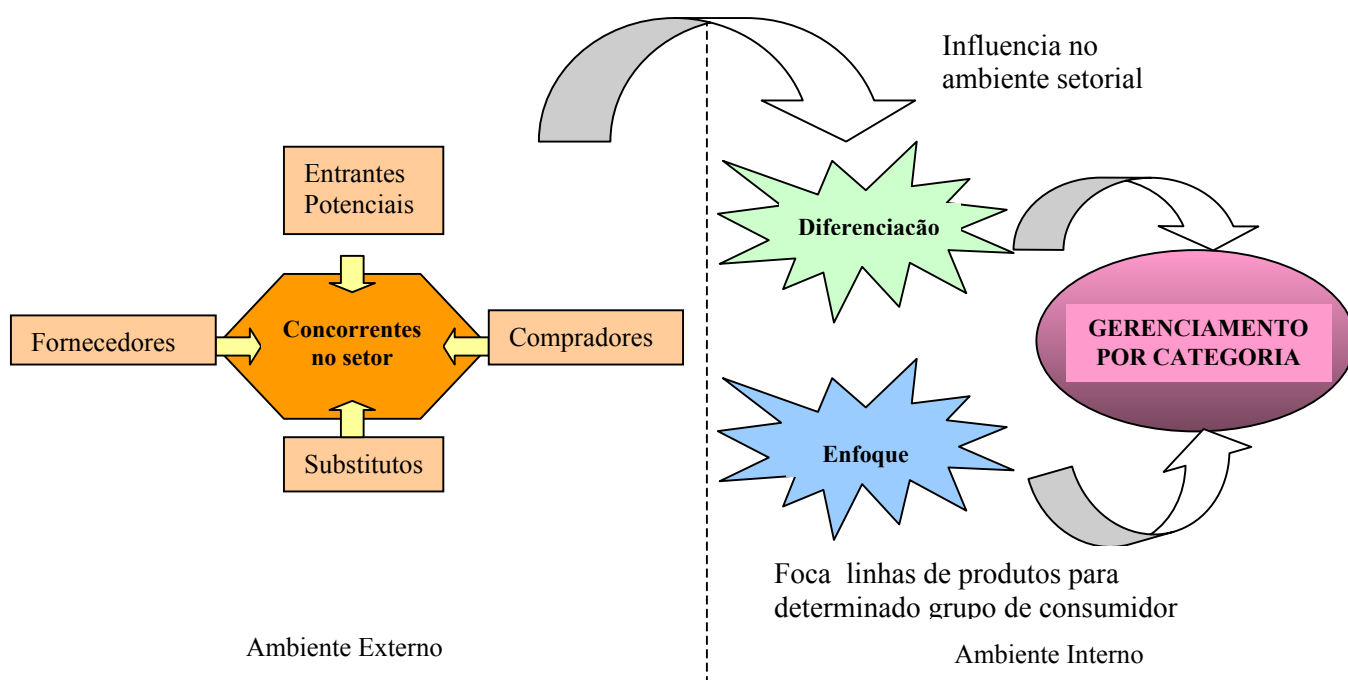 Influencia no
ambiente setorial
Entrantes
Potenciais
Fornecedores
Concorrentes
no setor
Compradores
Substitutos
Diferenciacão
Enfoque
GERENCIAMENTO
POR CATEGORIA
Foca linhas de produtos para
determinado grupo de consumidor
Ambiente Externo
Ambiente Interno